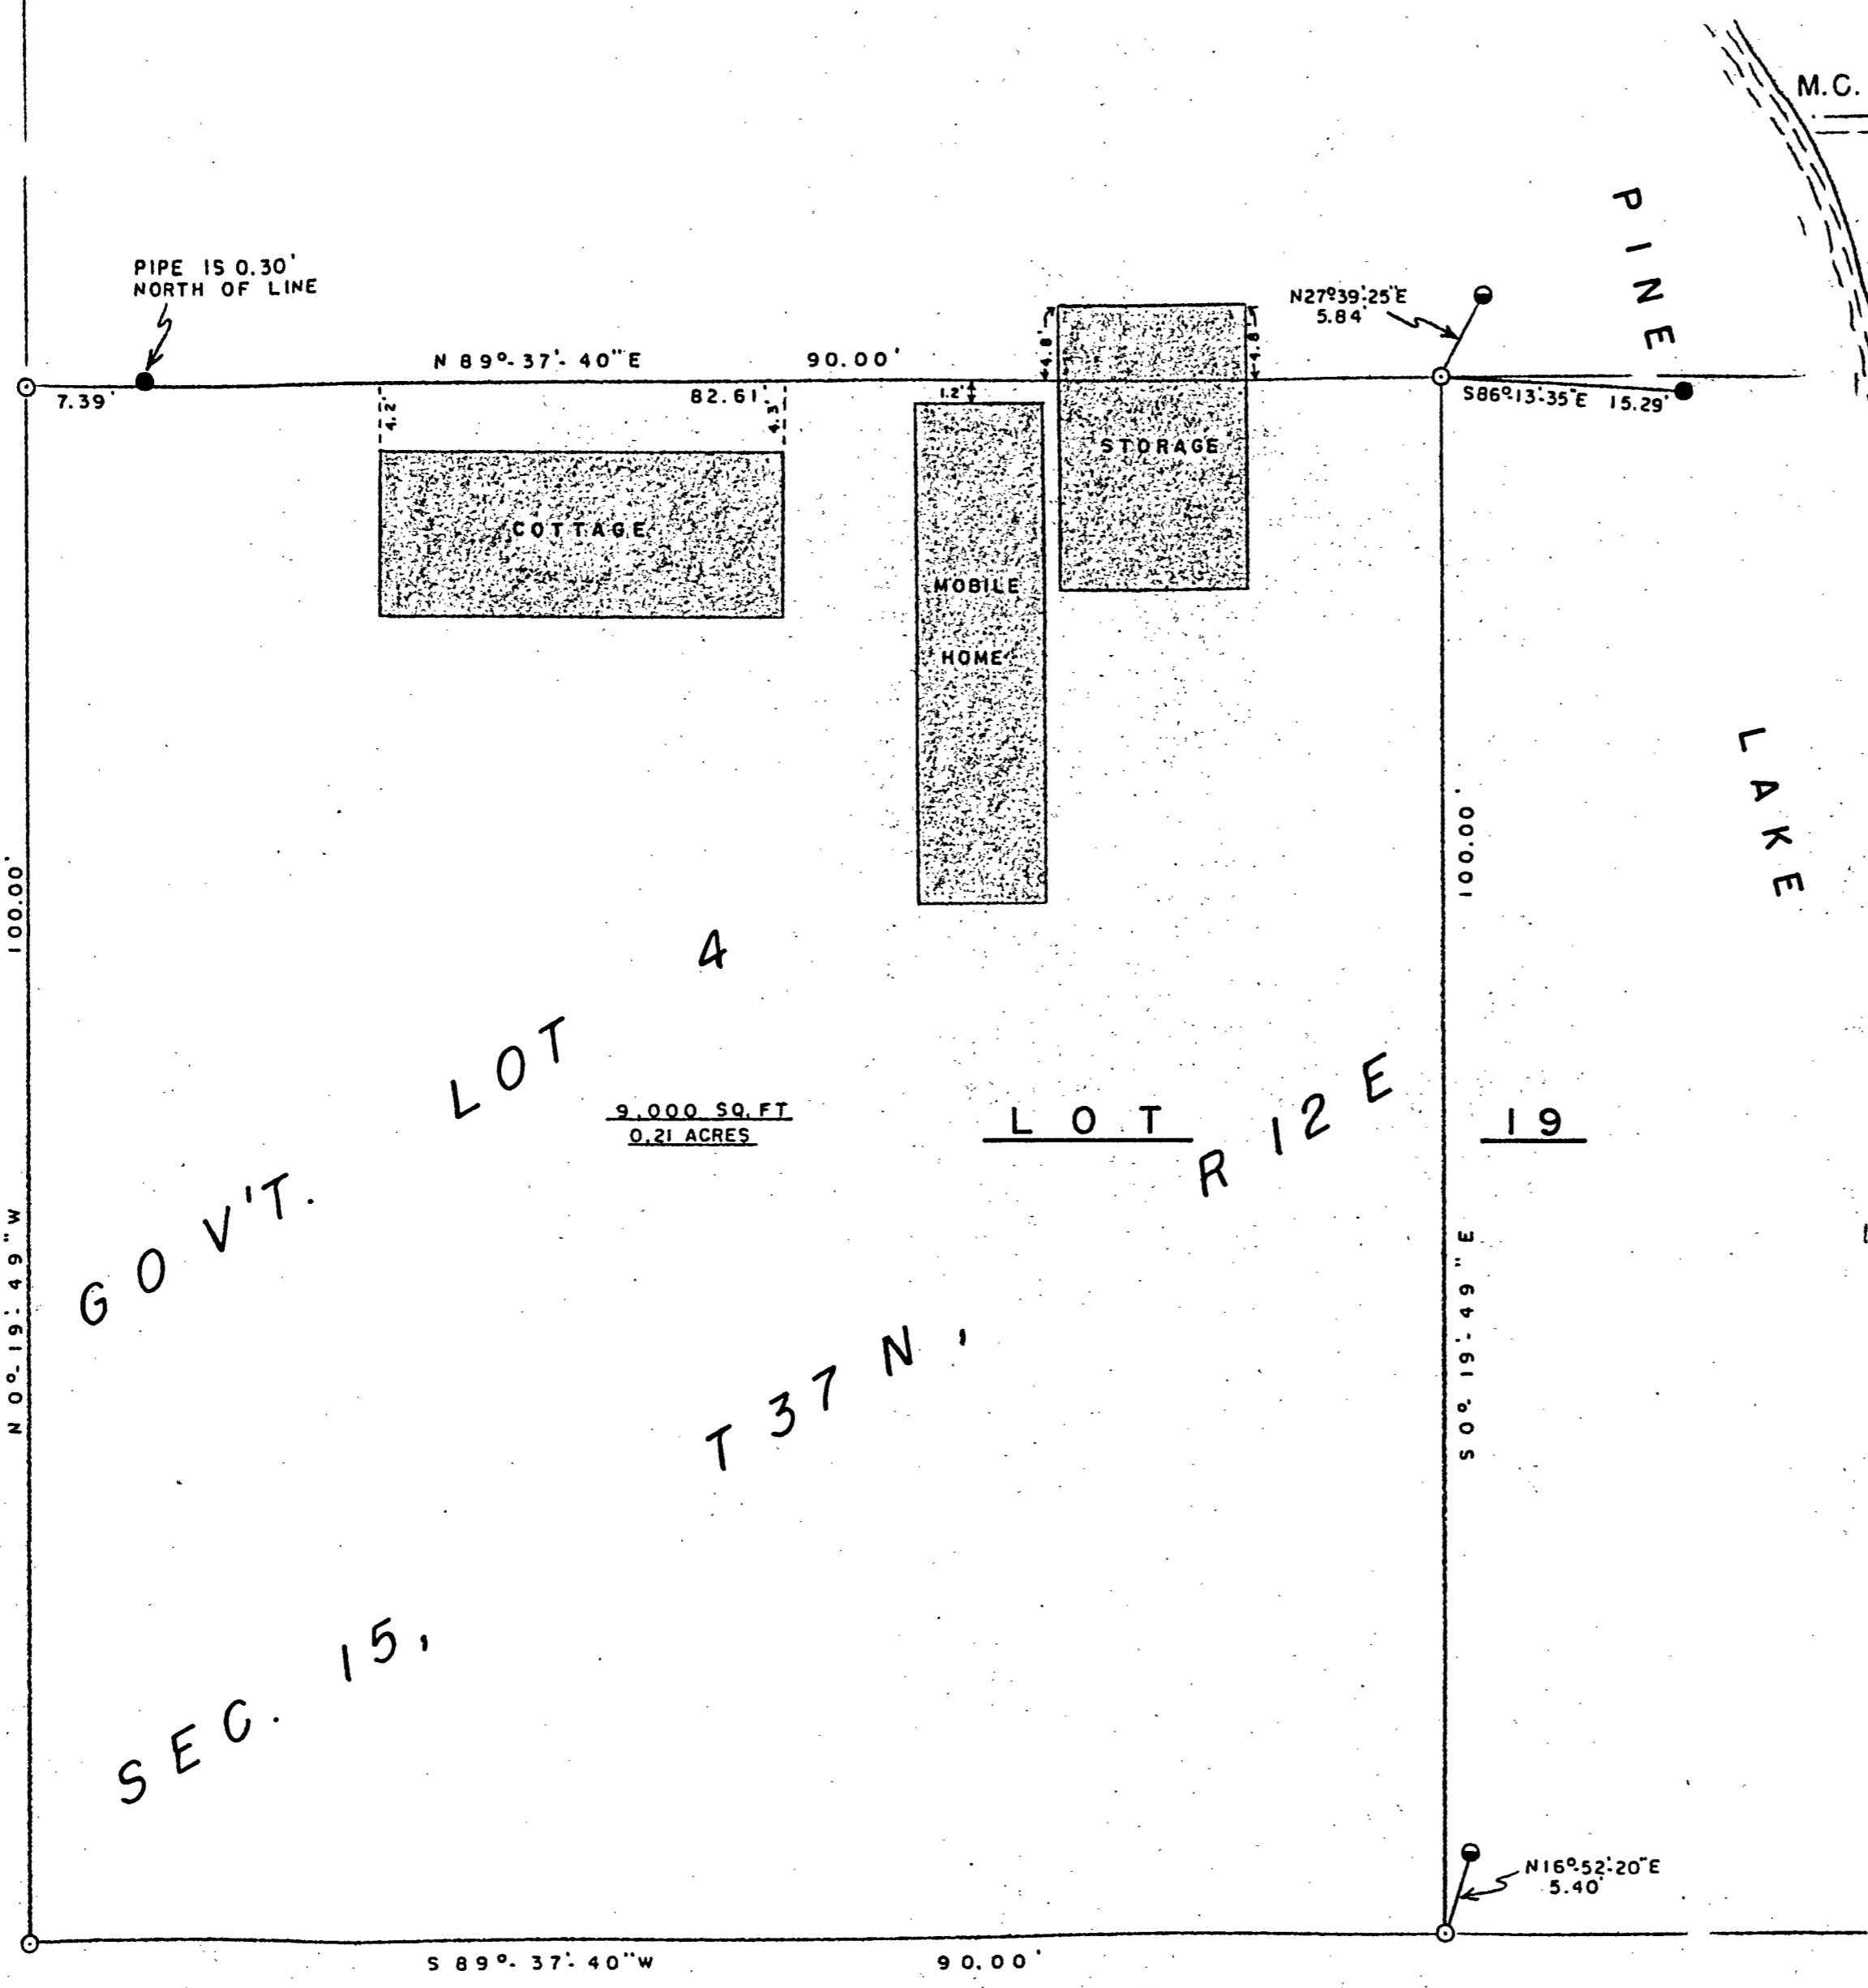 M.C.
PINE
PIPE IS 0.30'
NORTH OF LINE
N27°-39'-25"E
5.84'
N 89°-37'-40"E 90.00'
7.39'
82.61'
4.2'
4.3'
1.2'
4.8'
4.8'
S86°-13'-35"E 15.29'
STORAGE
COTTAGE
MOBILE
HOME
LAKE
100.00'
100.00'
GOV'T. LOT 4
9,000 SQ. FT
0.21 ACRES
LOT 19
N 0°-19'-49"W
S 0°-19'-49"E
SEC. 15, T 37 N, R 12 E
N16°-52'-20"E
5.40'
S 89°-37'-40"W 90.00'